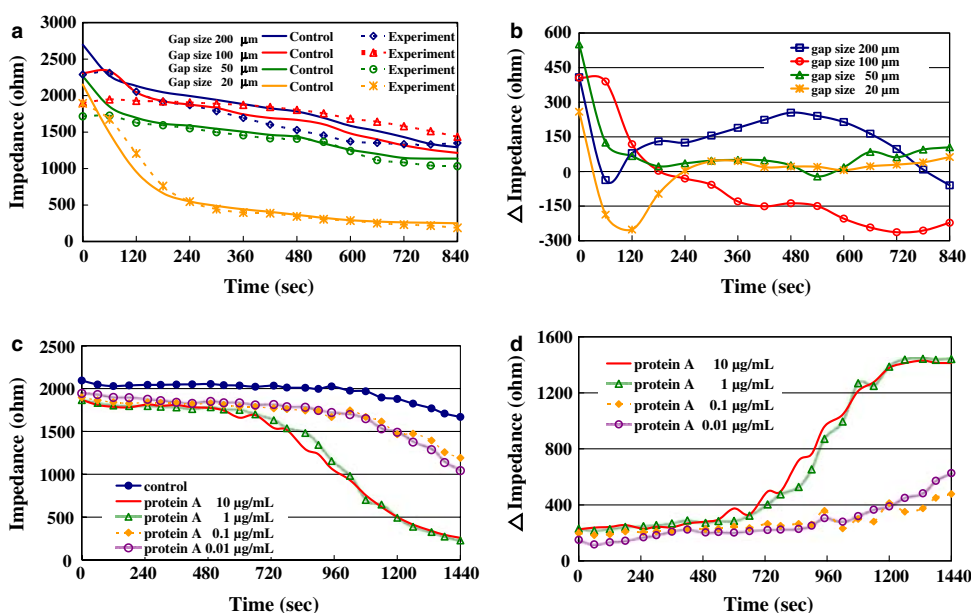 a
3000
2500
2000
1500
1000
500
0
Impedance (ohm)
Gap size 200 μm Control Experiment
Gap size 100 μm Control Experiment
Gap size 50 μm Control Experiment
Gap size 20 μm Control Experiment
0 120 240 360 480 600 720 840
Time (sec)
b
600
450
300
150
0
-150
-300
Δ Impedance (ohm)
gap size 200 μm
gap size 100 μm
gap size 50 μm
gap size 20 μm
0 120 240 360 480 600 720 840
Time (sec)
c
2500
2000
1500
1000
500
0
Impedance (ohm)
control
protein A 10 μg/mL
protein A 1 μg/mL
protein A 0.1 μg/mL
protein A 0.01 μg/mL
0 240 480 720 960 1200 1440
Time (sec)
d
1600
1200
800
400
0
Δ Impedance (ohm)
protein A 10 μg/mL
protein A 1 μg/mL
protein A 0.1 μg/mL
protein A 0.01 μg/mL
0 240 480 720 960 1200 1440
Time (sec)